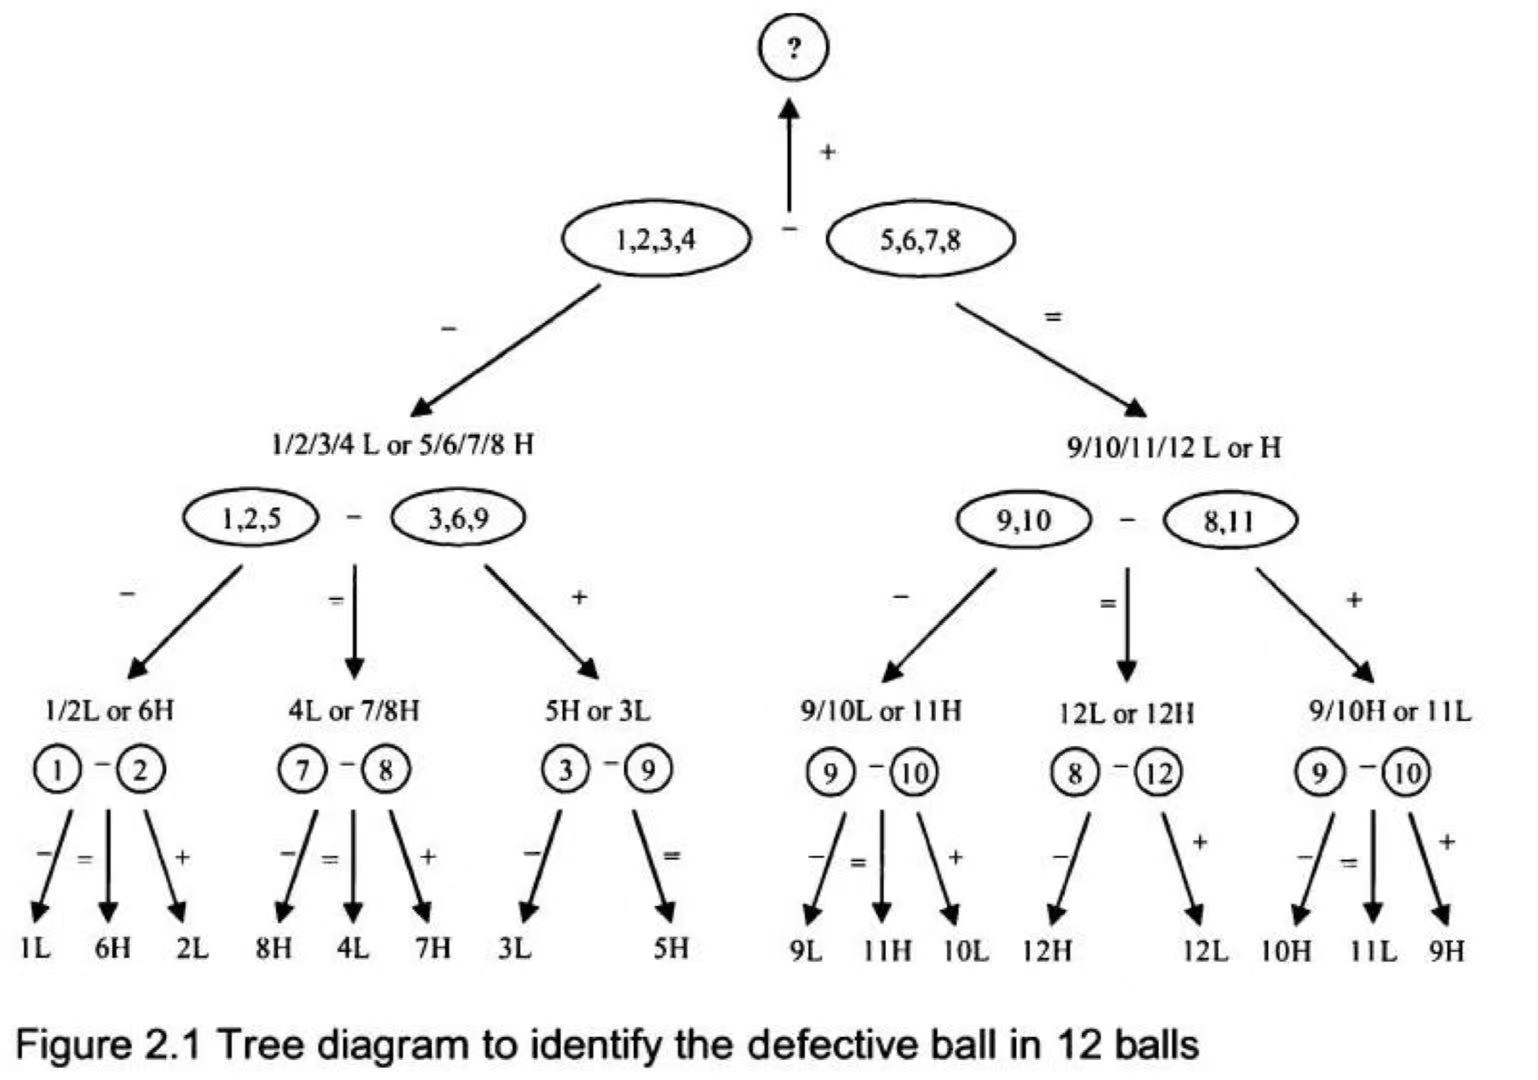 ?
+
1,2,3,4 - 5,6,7,8
- =
1/2/3/4 L or 5/6/7/8 H 9/10/11/12 L or H
1,2,5 - 3,6,9 9,10 - 8,11
- = + - = +
1/2L or 6H 4L or 7/8H 5H or 3L 9/10L or 11H 12L or 12H 9/10H or 11L
1 - 2 7 - 8 3 - 9 9 - 10 8 - 12 9 - 10
- = + - = + - = - = + - + - = +
1L 6H 2L 8H 4L 7H 3L 5H 9L 11H 10L 12H 12L 10H 11L 9H
Figure 2.1 Tree diagram to identify the defective ball in 12 balls